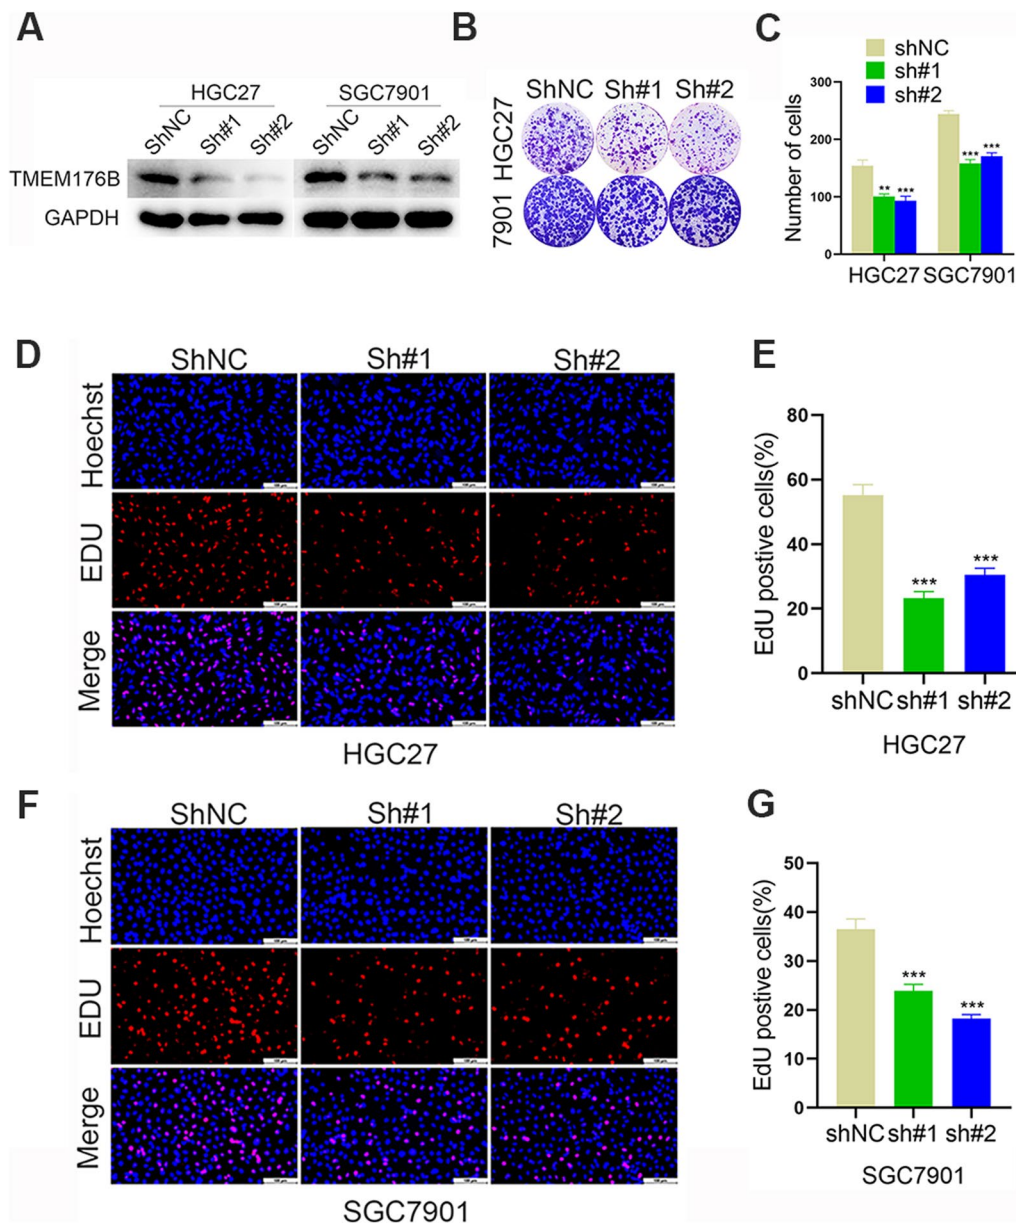 A
HGC27 SGC7901
ShNC Sh#1 Sh#2 ShNC Sh#1 Sh#2
TMEM176B
GAPDH
B
ShNC Sh#1 Sh#2
HGC27
7901
C
shNC
sh#1
sh#2
Number of cells
300
200
100
0
** *** *** ***
HGC27 SGC7901
D
ShNC Sh#1 Sh#2
Hoechst
EDU
Merge
HGC27
E
EdU postive cells(%)
80
60
40
20
0
*** ***
shNC sh#1 sh#2
HGC27
F
ShNC Sh#1 Sh#2
Hoechst
EDU
Merge
SGC7901
G
EdU postive cells(%)
50
40
30
20
10
0
*** ***
shNC sh#1 sh#2
SGC7901